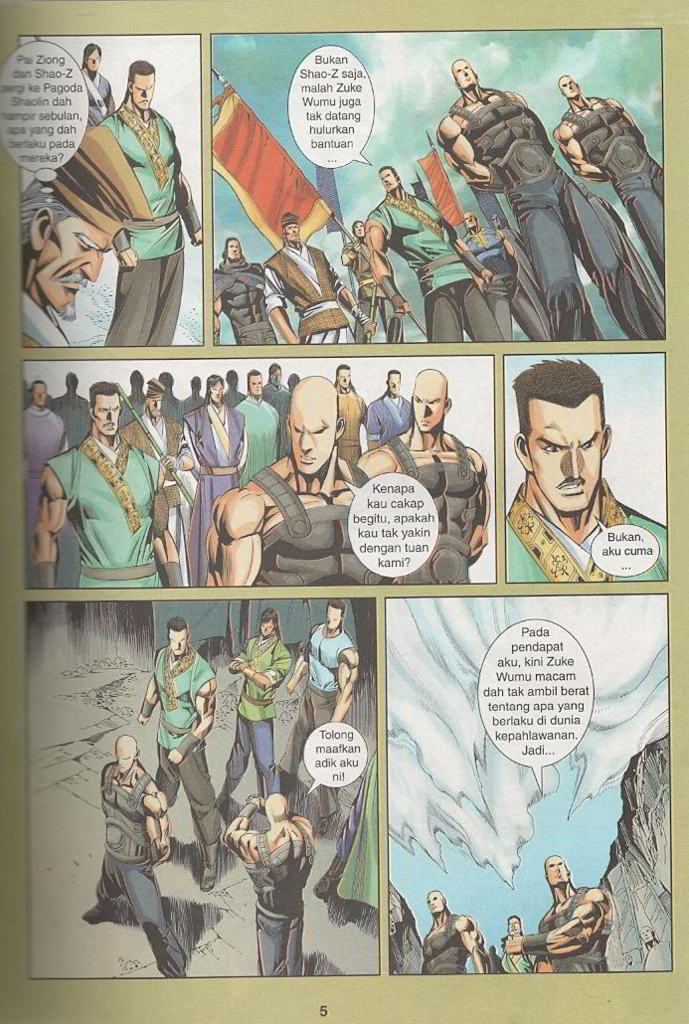 Pai Ziong
dan Shao-Z
ke Pagoda
Shaolin dah
hampir sebulan,
apa yang dah
berlaku pada
mereka?
Bukan
Shao-Z saja,
malah Zuke
Wumu juga
tak datang
hulurkan
bantuan
...
Kenapa
kau cakap
begitu, apakah
kau tak yakin
dengan tuan
kami?
Bukan,
aku cuma
...
Tolong
maafkan
adik aku
ni!
Pada
pendapat
aku, kini Zuke
Wumu macam
dah tak ambil berat
tentang apa yang
berlaku di dunia
kepahlawanan.
Jadi...
5